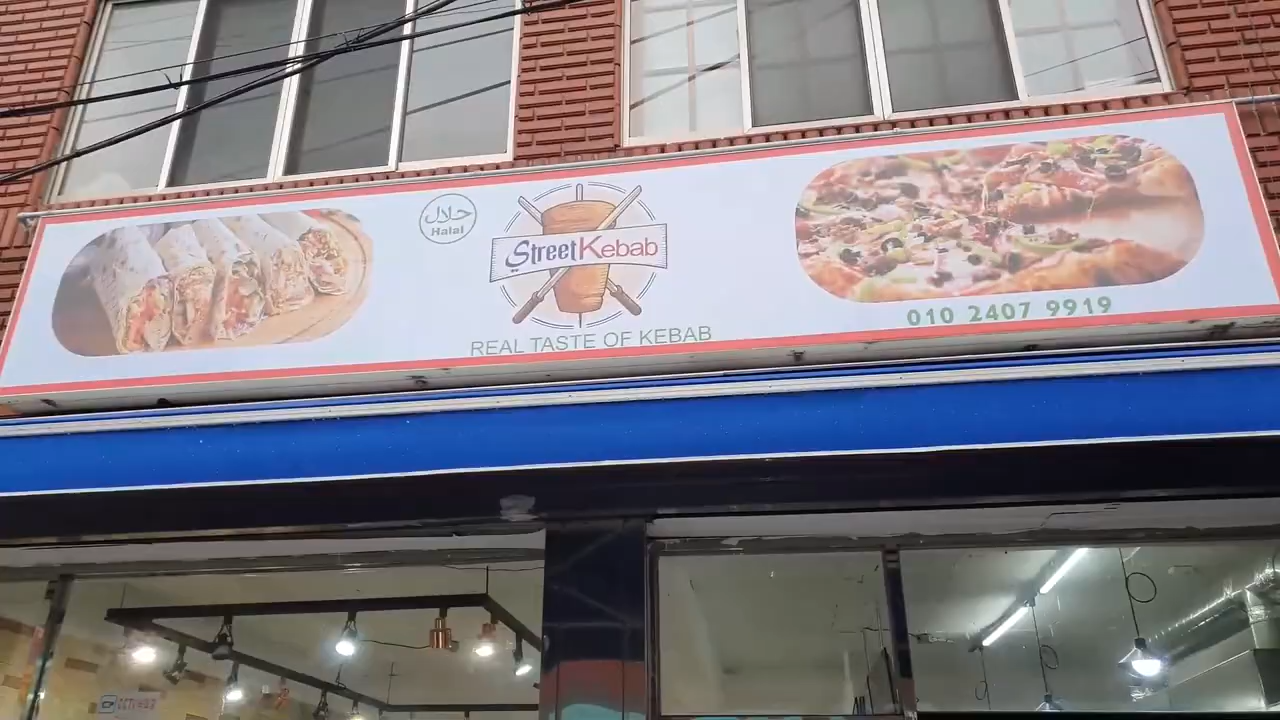 حلال
Halal
StreetKebab
REAL TASTE OF KEBAB
010 2407 9919